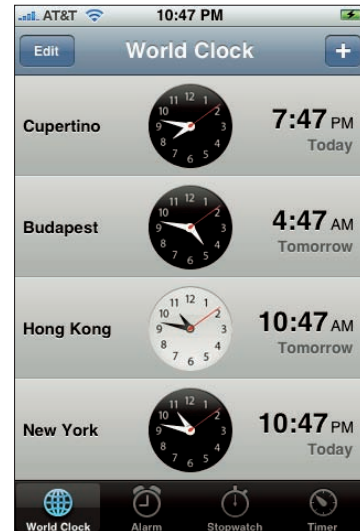 AT&T 10:47 PM
Edit World Clock +
Cupertino 7:47 PM
Today
Budapest 4:47 AM
Tomorrow
Hong Kong 10:47 AM
Tomorrow
New York 10:47 PM
Today
World Clock Alarm Stopwatch Timer